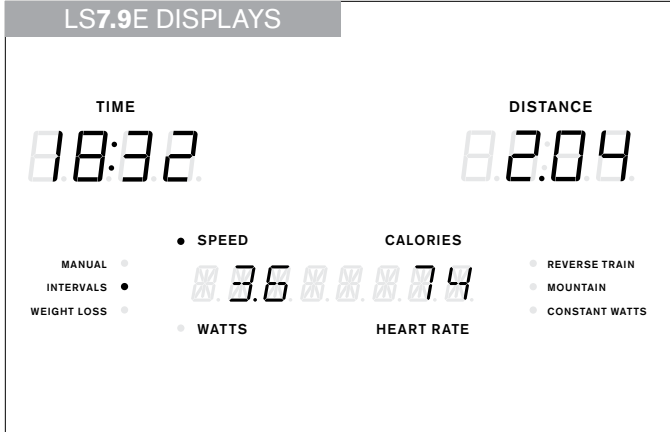 LS7.9E DISPLAYS
TIME DISTANCE
18:32 2.04
SPEED CALORIES
MANUAL REVERSE TRAIN
3.6 74
INTERVALS MOUNTAIN
WEIGHT LOSS CONSTANT WATTS
WATTS HEART RATE